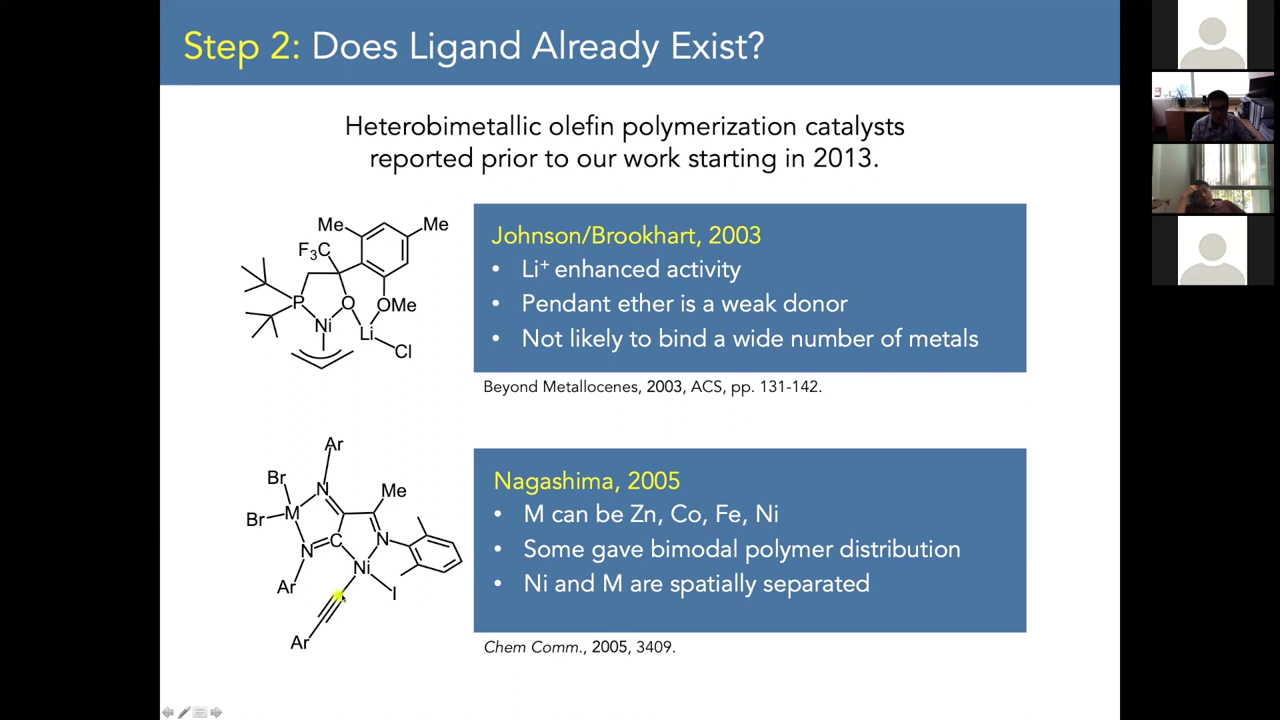 Step 2: Does Ligand Already Exist?
Heterobimetallic olefin polymerization catalysts
reported prior to our work starting in 2013.
Me
Me
F₃C
P
O
OMe
Ni
Li
Cl
Johnson/Brookhart, 2003
• Li⁺ enhanced activity
• Pendant ether is a weak donor
• Not likely to bind a wide number of metals
Beyond Metallocenes, 2003, ACS, pp. 131-142.
Ar
Br
N
Me
Br
M
N
C
N
Ni
Ar
I
Ar
Nagashima, 2005
• M can be Zn, Co, Fe, Ni
• Some gave bimodal polymer distribution
• Ni and M are spatially separated
Chem Comm., 2005, 3409.